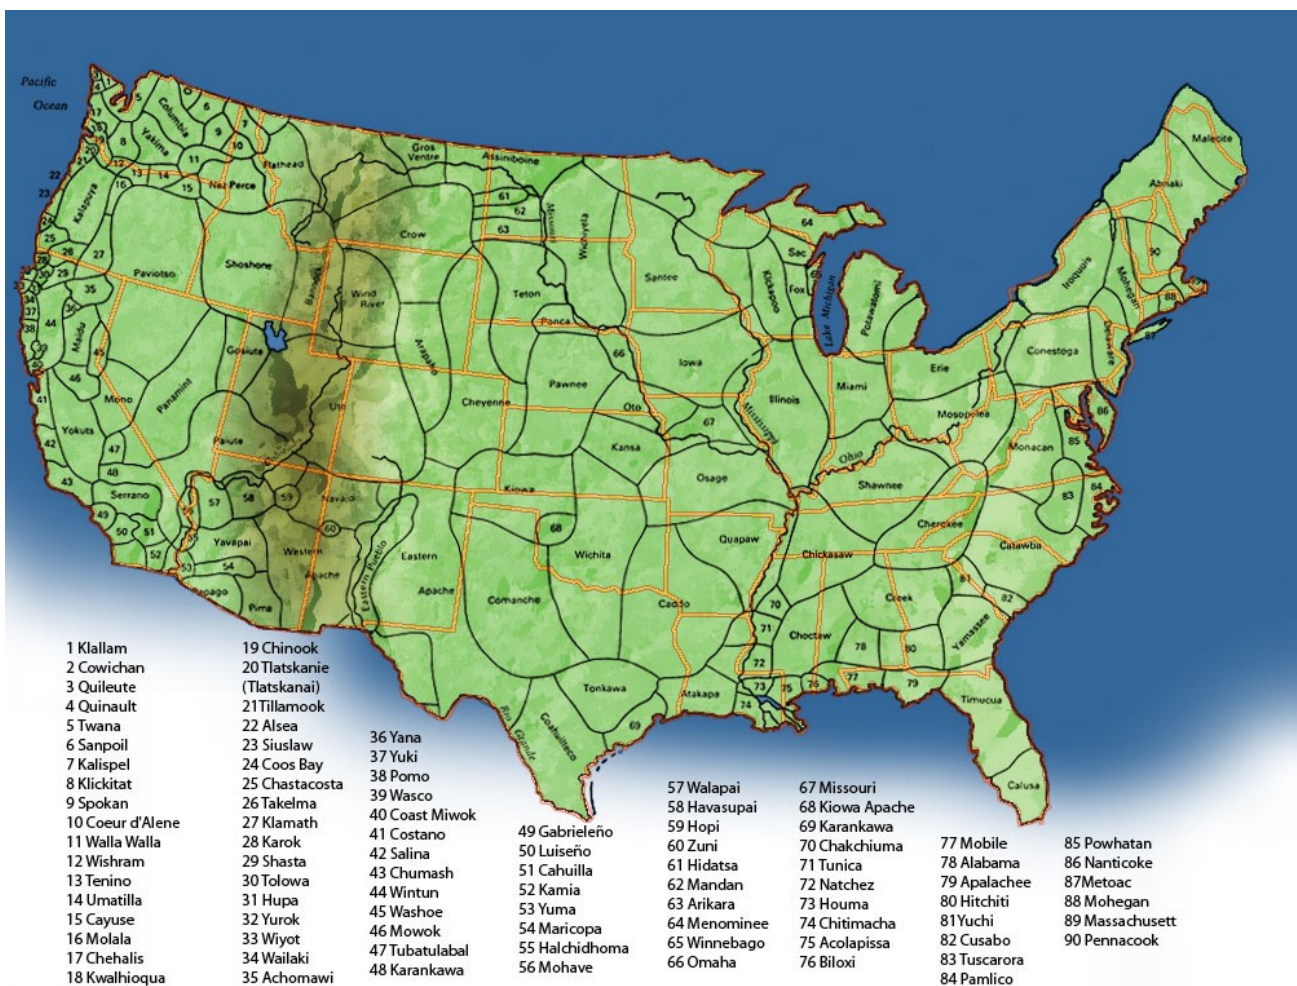 Pacific
Ocean
Columbia
Yakima
Flathead
Nez Perce
Kalapuya
Gros
Ventre
Assiniboine
Crow
Missouri
Wahpeton
Santee
Sac
Fox
Kickapoo
Lake Michigan
Potawatomi
Malecite
Abnaki
Iroquois
Mohegan
Delaware
Conestoga
Erie
Paviotso
Shoshone
Bannock
Wind
River
Teton
Ponca
Maidu
Gosiute
Arapaho
Pawnee
Iowa
Oto
Illinois
Miami
Mosopelea
Mono
Panamint
Ute
Cheyenne
Mississippi
Monacan
Yokuts
Paiute
Colorado
Kansa
Osage
Ohio
Shawnee
Serrano
Navajo
Kiowa
Yavapai
Western
Apache
Eastern Pueblo
Eastern
Apache
Wichita
Quapaw
Chickasaw
Cherokee
Catawba
Papago
Pima
Comanche
Caddo
Choctaw
Creek
Yamassee
Tonkawa
Atakapa
Timucua
Rio Grande
Coahuilteco
Calusa
1 Klallam
2 Cowichan
3 Quileute
4 Quinault
5 Twana
6 Sanpoil
7 Kalispel
8 Klickitat
9 Spokan
10 Coeur d'Alene
11 Walla Walla
12 Wishram
13 Tenino
14 Umatilla
15 Cayuse
16 Molala
17 Chehalis
18 Kwalhioqua
19 Chinook
20 Tlatskanie
(Tlatskanai)
21Tillamook
22 Alsea
23 Siuslaw
24 Coos Bay
25 Chastacosta
26 Takelma
27 Klamath
28 Karok
29 Shasta
30 Tolowa
31 Hupa
32 Yurok
33 Wiyot
34 Wailaki
35 Achomawi
36 Yana
37 Yuki
38 Pomo
39 Wasco
40 Coast Miwok
41 Costano
42 Salina
43 Chumash
44 Wintun
45 Washoe
46 Mowok
47 Tubatulabal
48 Karankawa
49 Gabrieleño
50 Luiseño
51 Cahuilla
52 Kamia
53 Yuma
54 Maricopa
55 Halchidhoma
56 Mohave
57 Walapai
58 Havasupai
59 Hopi
60 Zuni
61 Hidatsa
62 Mandan
63 Arikara
64 Menominee
65 Winnebago
66 Omaha
67 Missouri
68 Kiowa Apache
69 Karankawa
70 Chakchiuma
71 Tunica
72 Natchez
73 Houma
74 Chitimacha
75 Acolapissa
76 Biloxi
77 Mobile
78 Alabama
79 Apalachee
80 Hitchiti
81Yuchi
82 Cusabo
83 Tuscarora
84 Pamlico
85 Powhatan
86 Nanticoke
87Metoac
88 Mohegan
89 Massachusett
90 Pennacook